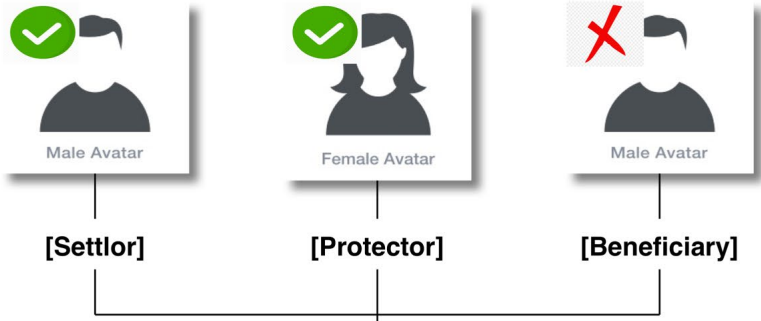 Male Avatar
Female Avatar
Male Avatar
[Settlor]
[Protector]
[Beneficiary]